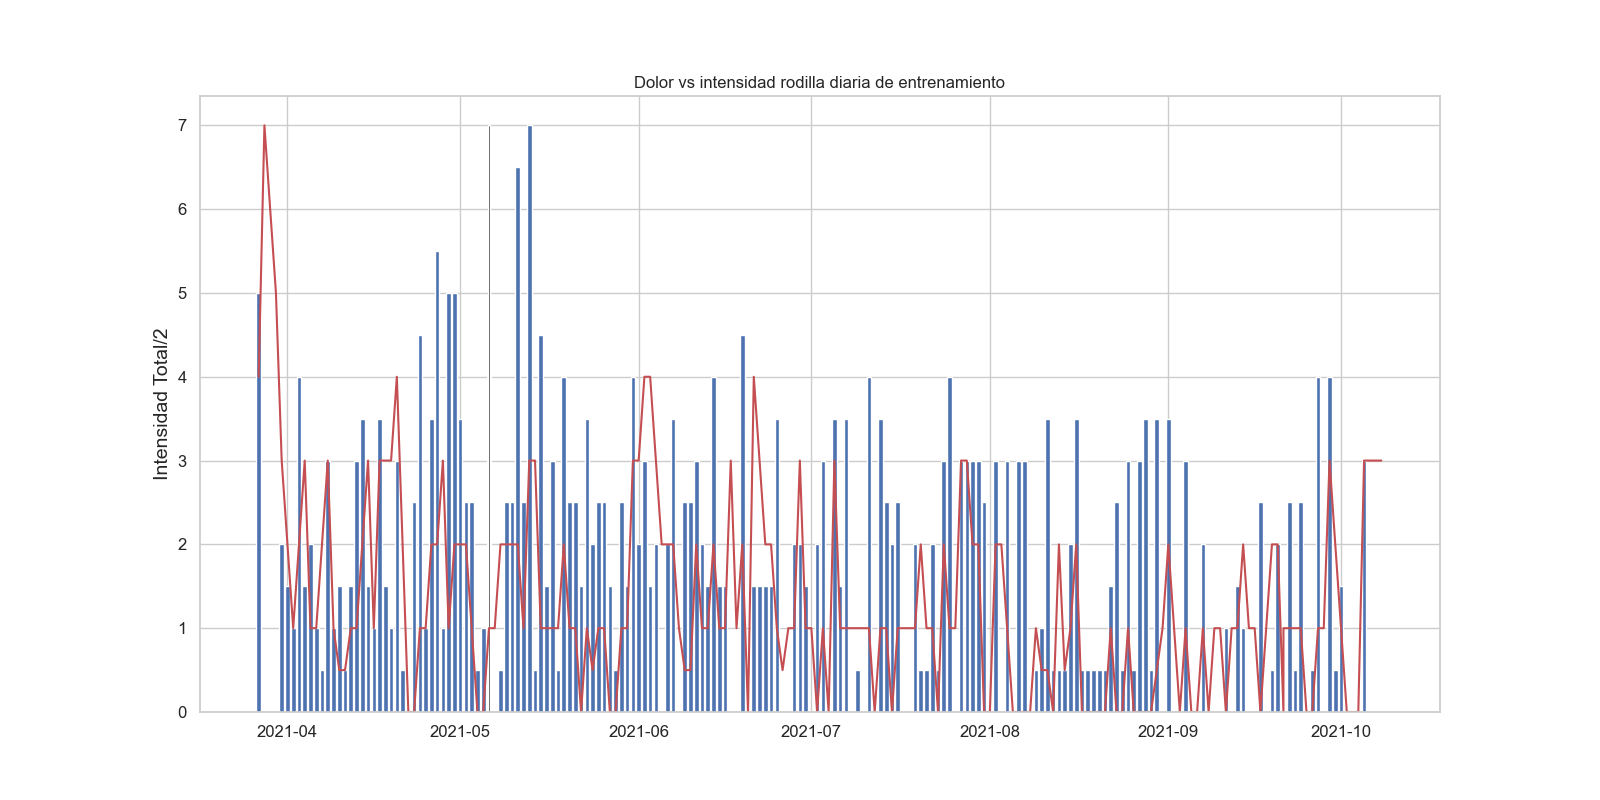 Dolor vs intensidad rodilla diaria de entrenamiento
Intensidad Total/2
7
6
5
4
3
2
1
0
2021-04 2021-05 2021-06 2021-07 2021-08 2021-09 2021-10